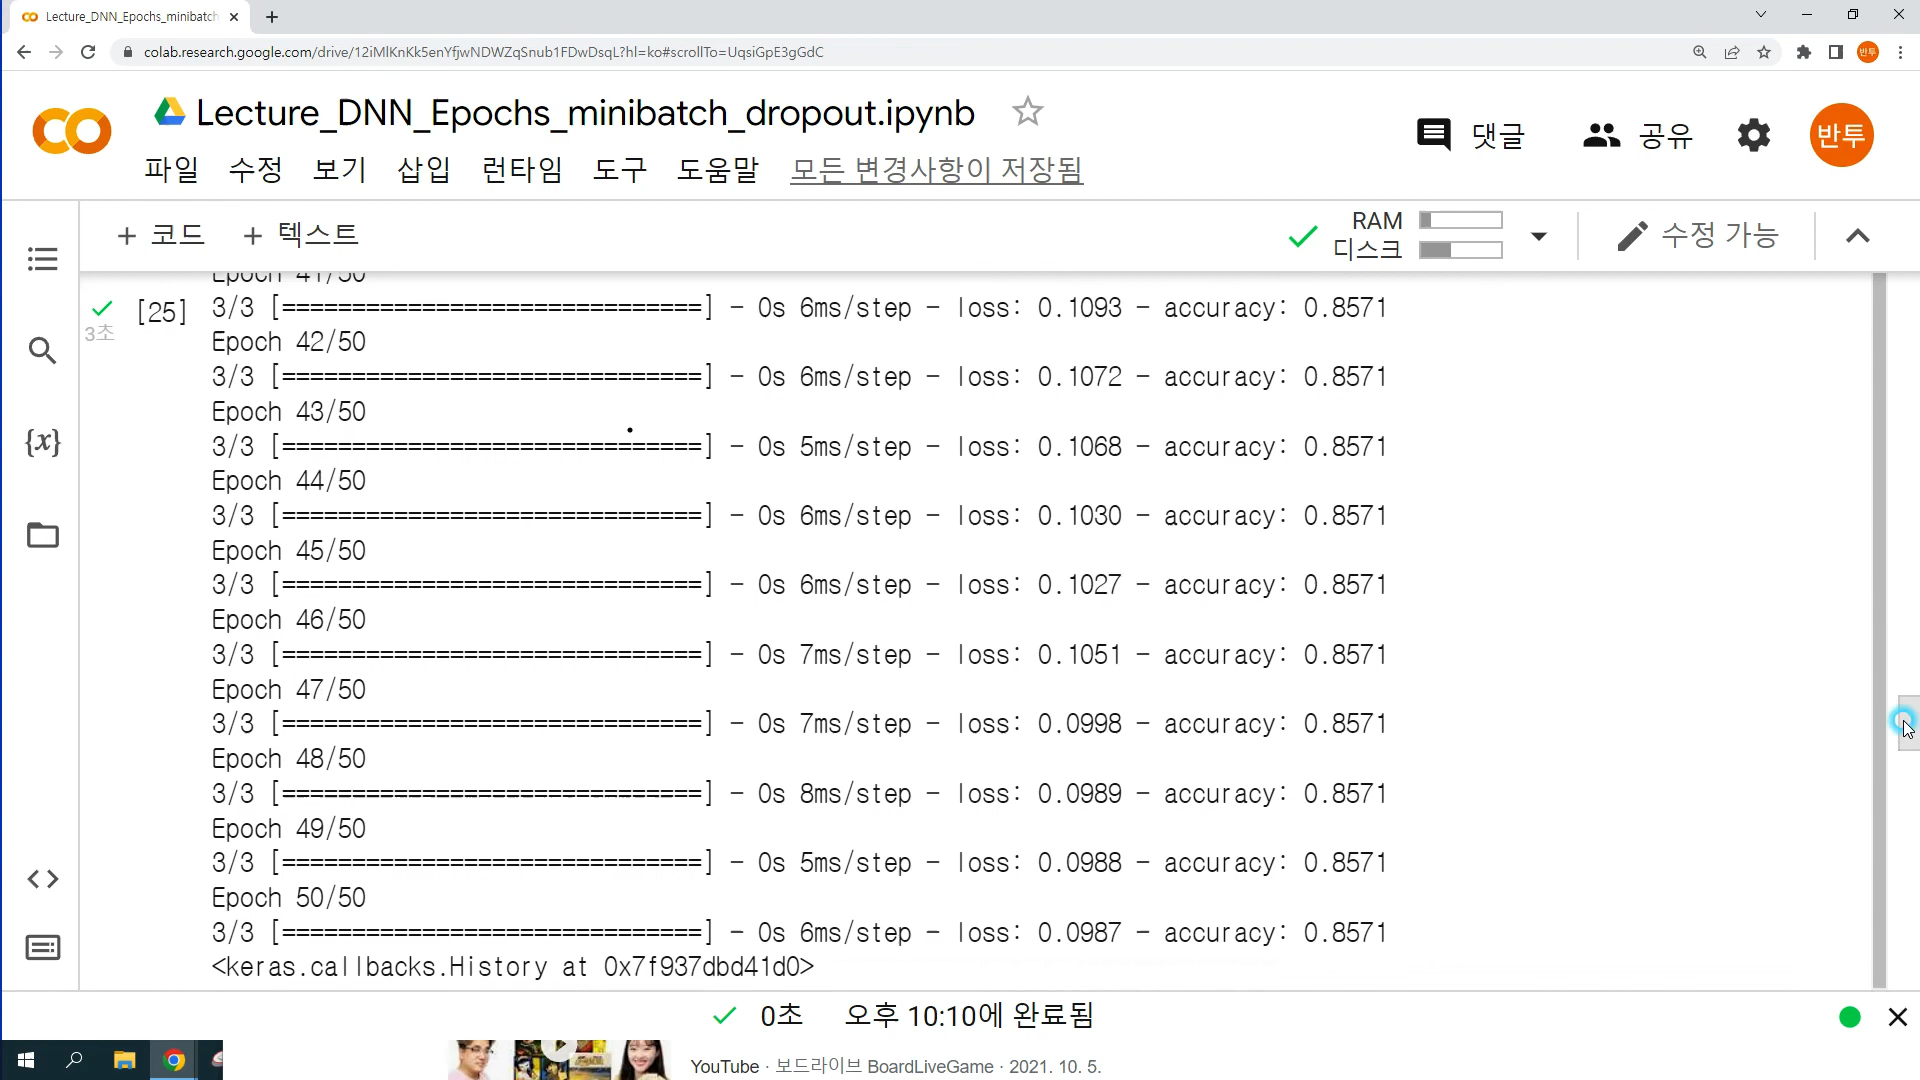 Lecture_DNN_Epochs_minibatch
colab.research.google.com/drive/12iMlKnKk5enYfjwNDWZqSnub1FDwDsqL?hl=ko#scrollTo=UqsiGpE3gGdC
반투
Lecture_DNN_Epochs_minibatch_dropout.ipynb
댓글
공유
반투
파일 수정 보기 삽입 런타임 도구 도움말 모든 변경사항이 저장됨
+ 코드 + 텍스트
RAM
디스크
수정 가능
Epoch 41/50
[25] 3/3 [==============================] - 0s 6ms/step - loss: 0.1093 - accuracy: 0.8571
3초
Epoch 42/50
3/3 [==============================] - 0s 6ms/step - loss: 0.1072 - accuracy: 0.8571
Epoch 43/50
3/3 [==============================] - 0s 5ms/step - loss: 0.1068 - accuracy: 0.8571
Epoch 44/50
3/3 [==============================] - 0s 6ms/step - loss: 0.1030 - accuracy: 0.8571
Epoch 45/50
3/3 [==============================] - 0s 6ms/step - loss: 0.1027 - accuracy: 0.8571
Epoch 46/50
3/3 [==============================] - 0s 7ms/step - loss: 0.1051 - accuracy: 0.8571
Epoch 47/50
3/3 [==============================] - 0s 7ms/step - loss: 0.0998 - accuracy: 0.8571
Epoch 48/50
3/3 [==============================] - 0s 8ms/step - loss: 0.0989 - accuracy: 0.8571
Epoch 49/50
3/3 [==============================] - 0s 5ms/step - loss: 0.0988 - accuracy: 0.8571
Epoch 50/50
3/3 [==============================] - 0s 6ms/step - loss: 0.0987 - accuracy: 0.8571
<keras.callbacks.History at 0x7f937dbd41d0>
{x}
0초 오후 10:10에 완료됨
YouTube · 보드라이브 BoardLiveGame · 2021. 10. 5.